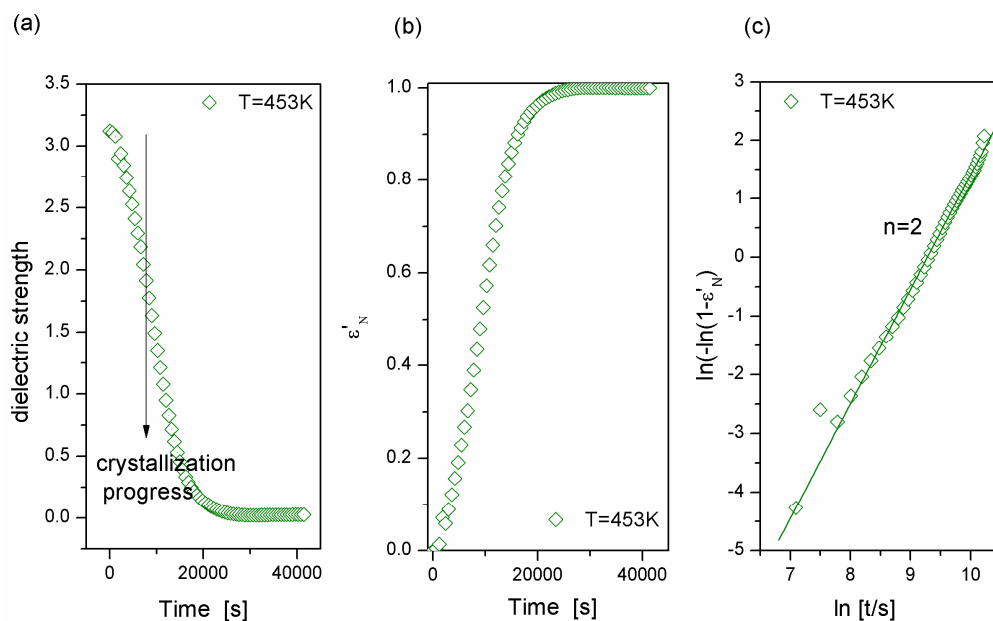 (a)
3.5
3.0
2.5
2.0
1.5
1.0
0.5
0.0
dielectric strength
T=453K
crystallization
progress
0 20000 40000
Time [s]
(b)
1.0
0.8
0.6
0.4
0.2
0.0
ε'N
T=453K
0 20000 40000
Time [s]
(c)
3
2
1
0
-1
-2
-3
-4
-5
ln(-ln(1-ε'N)
T=453K
n=2
7 8 9 10
ln [t/s]